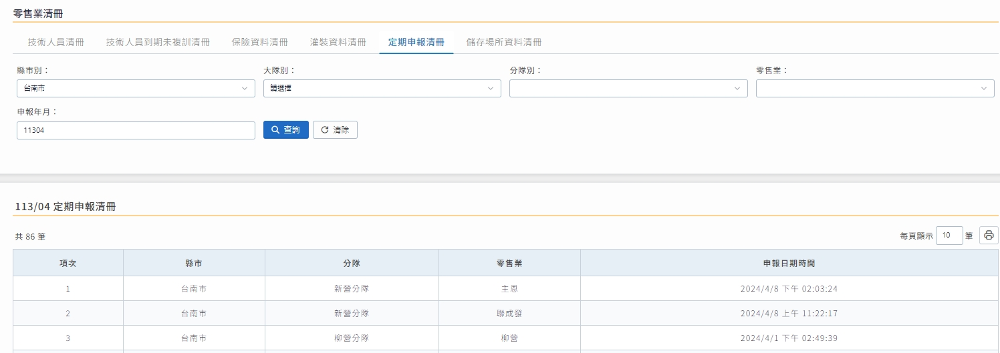 零售業清冊
技術人員清冊 技術人員到期未複訓清冊 保險資料清冊 灌裝資料清冊 定期申報清冊 儲存場所資料清冊
縣市別： 大隊別： 分隊別： 零售業：
台南市 請選擇
申報年月：
11304 查詢 清除
113/04 定期申報清冊
共 86 筆 每頁顯示 10 筆
項次 縣市 分隊 零售業 申報日期時間
1 台南市 新營分隊 主恩 2024/4/8 下午 02:03:24
2 台南市 新營分隊 聯成發 2024/4/8 上午 11:22:17
3 台南市 柳營分隊 柳營 2024/4/1 下午 02:49:39